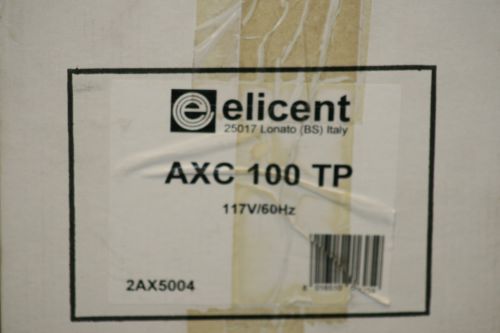 elicent
25017 Lonato (BS) Italy
AXC 100 TP
117V/60Hz
2AX5004